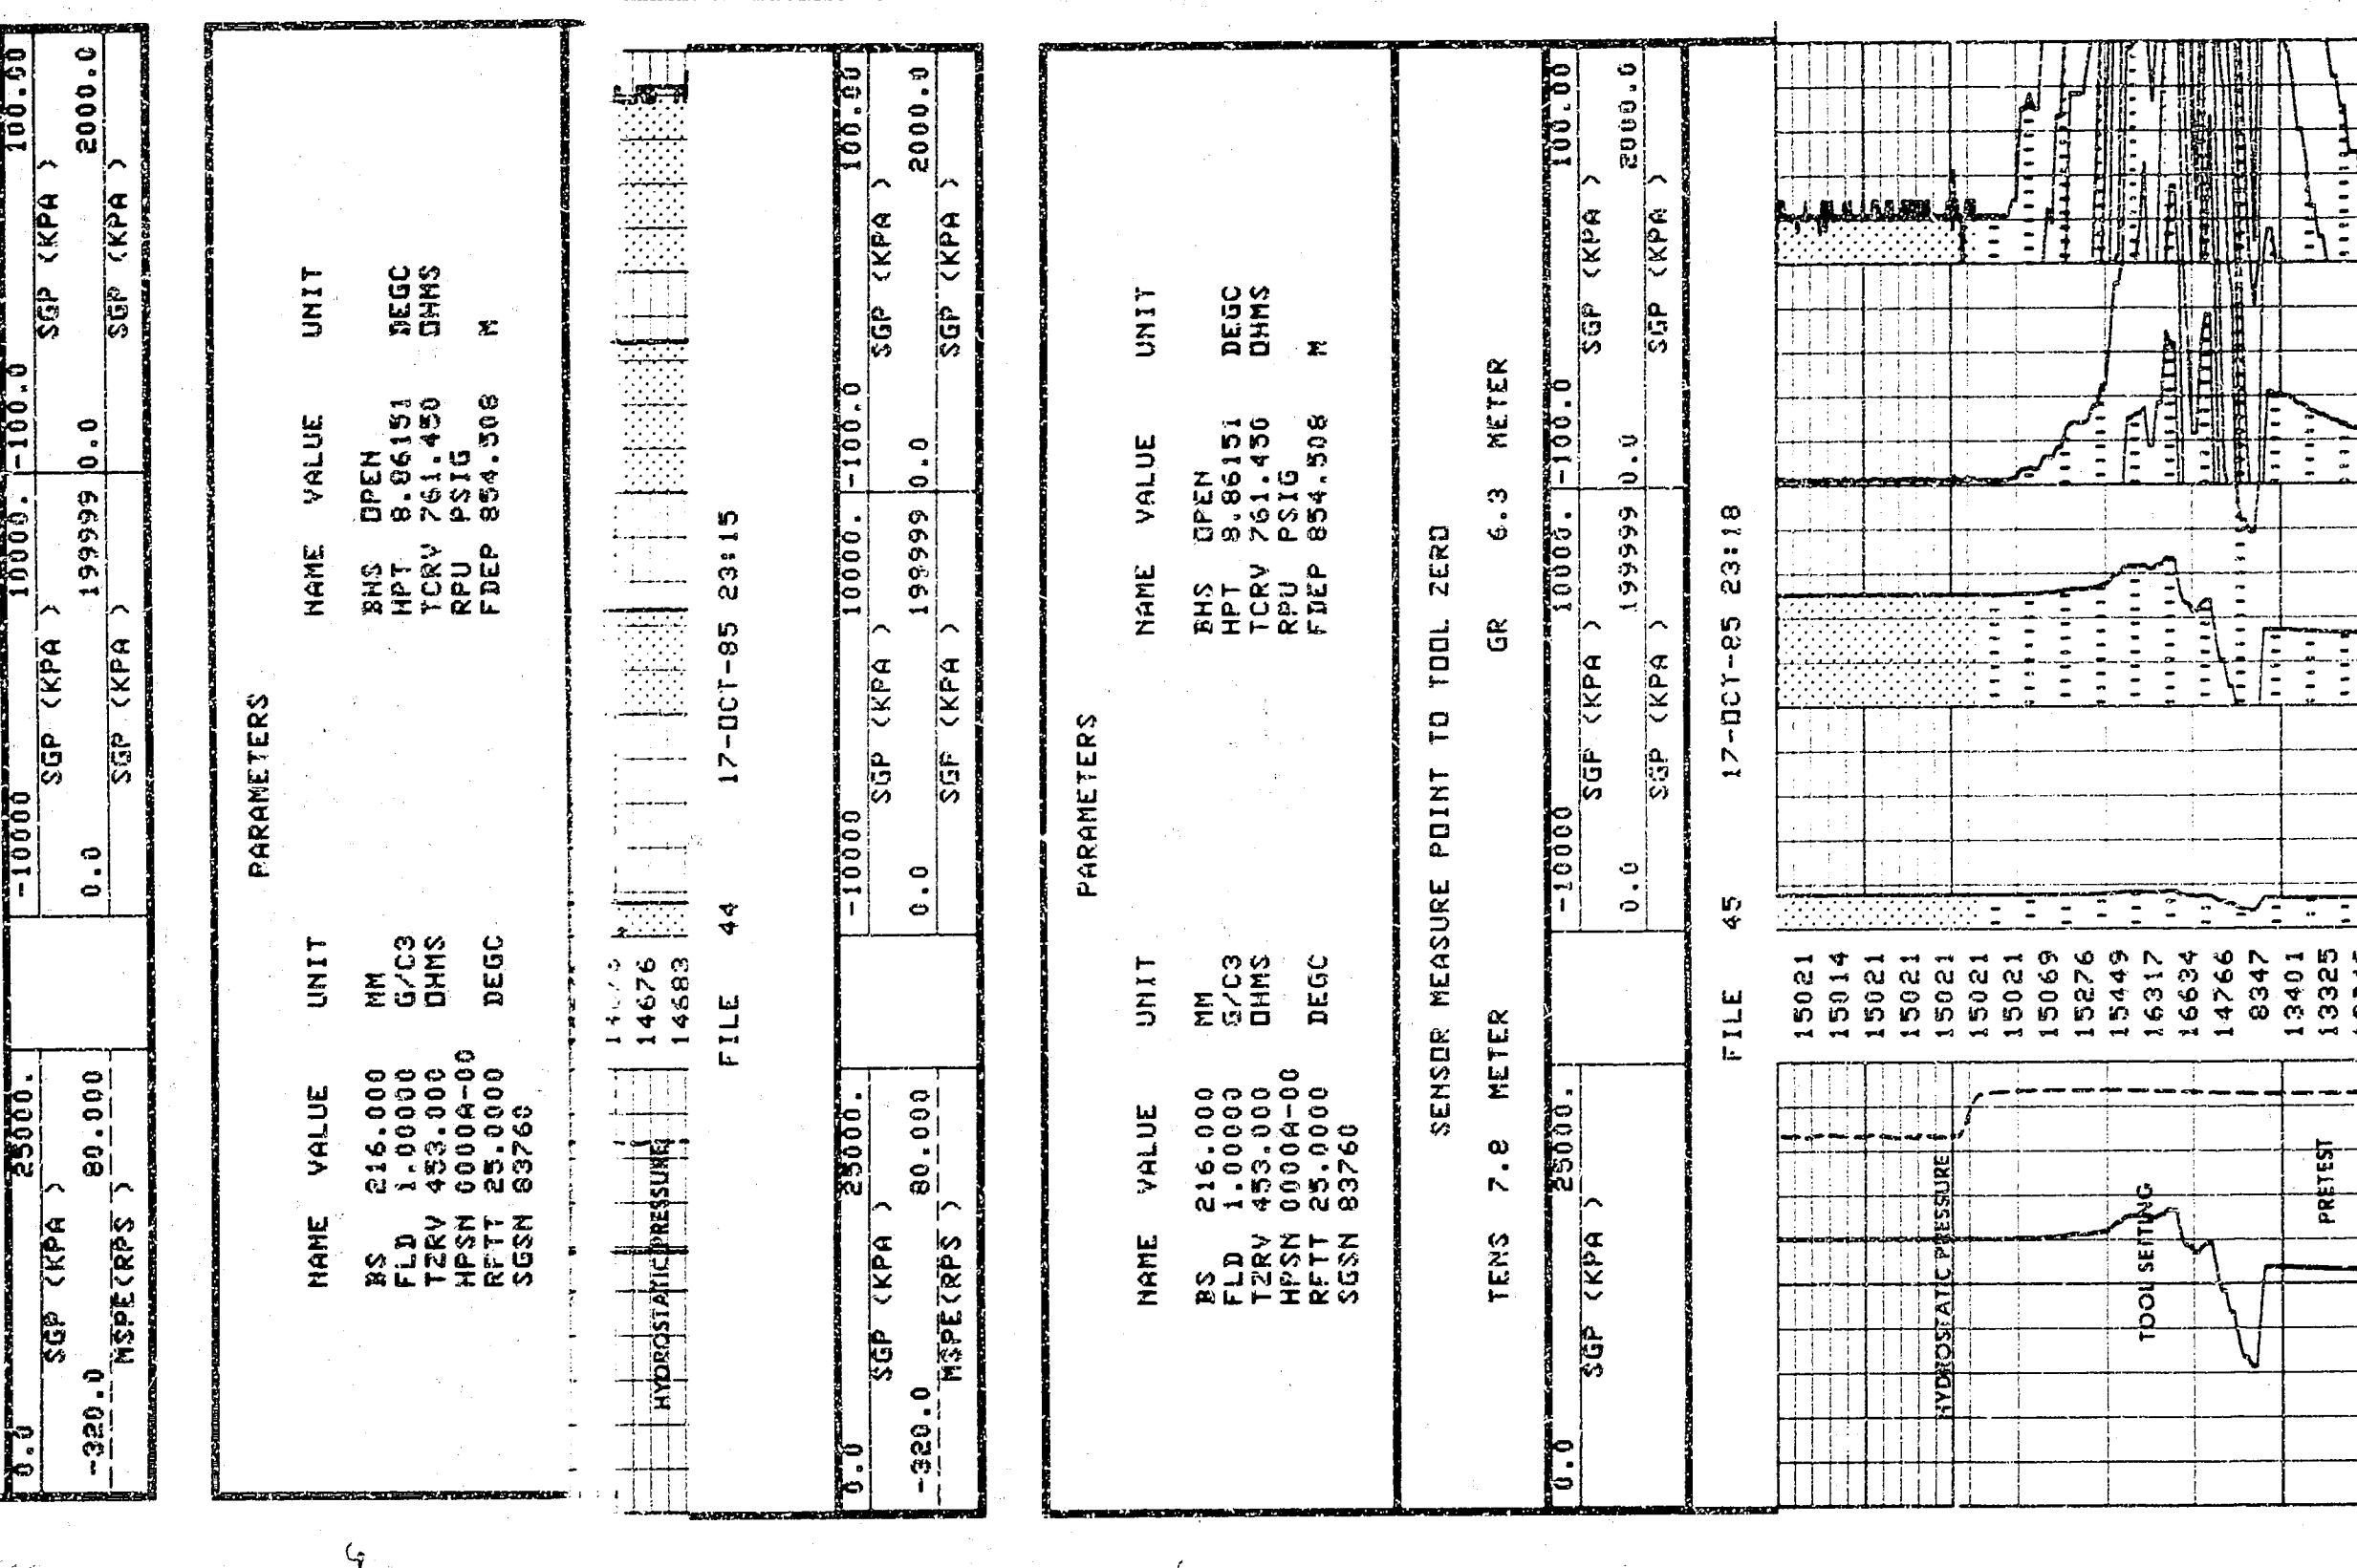 -10000 10000. -100.0 100.00
0.0 25000.
SGP (KPA ) SGP (KPA ) SGP (KPA )
-320.0 80.000 0.0 199999 0.0 2000.0
MSPE(RPS ) SGP (KPA ) SGP (KPA )
PARAMETERS
NAME VALUE UNIT NAME VALUE UNIT
BS 216.000 MM BHS OPEN
FLD 1.00000 G/C3 HPT 8.86151 DEGC
TZRV 453.000 OHMS TCRV 761.450 OHMS
HPSN 0000A-00 RPU PSIG
RFTT 25.0000 DEGC FDEP 854.508 M
SGSN 83760
14676
14683
HYDROSTATIC PRESSURE
FILE 44 17-OCT-85 23:15
0.0 25000. -10000 10000. -100.0 100.00
SGP (KPA ) SGP (KPA ) SGP (KPA )
-320.0 80.000 0.0 199999 0.0 2000.0
MSPE(RPS ) SGP (KPA ) SGP (KPA )
PARAMETERS
NAME VALUE UNIT NAME VALUE UNIT
BS 216.000 MM BHS OPEN
FLD 1.00000 G/C3 HPT 8.86151 DEGC
TZRV 453.000 OHMS TCRV 761.450 OHMS
HPSN 0000A-00 RPU PSIG
RFTT 25.0000 DEGC FDEP 854.508 M
SGSN 83760
SENSOR MEASURE POINT TO TOOL ZERO
TENS 7.8 METER GR 6.3 METER
0.0 25000. -10000 10000. -100.0 100.00
SGP (KPA ) SGP (KPA ) SGP (KPA )
0.0 199999 0.0 2000.0
SGP (KPA ) SGP (KPA )
FILE 45 17-OCT-85 23:18
15021
15014
15021
15021
HYDROSTATIC PRESSURE 15021
15021
15021
15069
15276
15449
TOOL SETTING 16317
16634
14766
8347
13401
PRETEST 13325